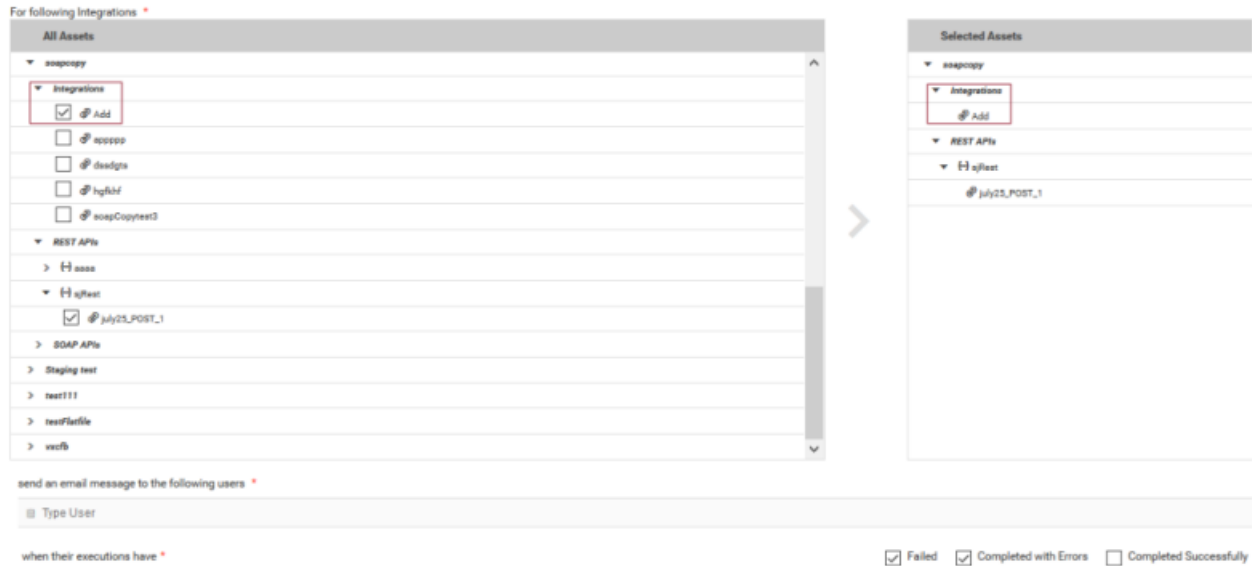 For following Integrations *
All Assets
soapcopy
Integrations
Add
appppp
dsadgts
hgfkhf
soapCopytest3
REST APIs
aaaa
sjRest
july25_POST_1
SOAP APIs
Staging test
test111
testFlatfile
vxcfb
Selected Assets
soapcopy
Integrations
Add
REST APIs
sjRest
july25_POST_1
send an email message to the following users *
Type User
when their executions have *
Failed Completed with Errors Completed Successfully